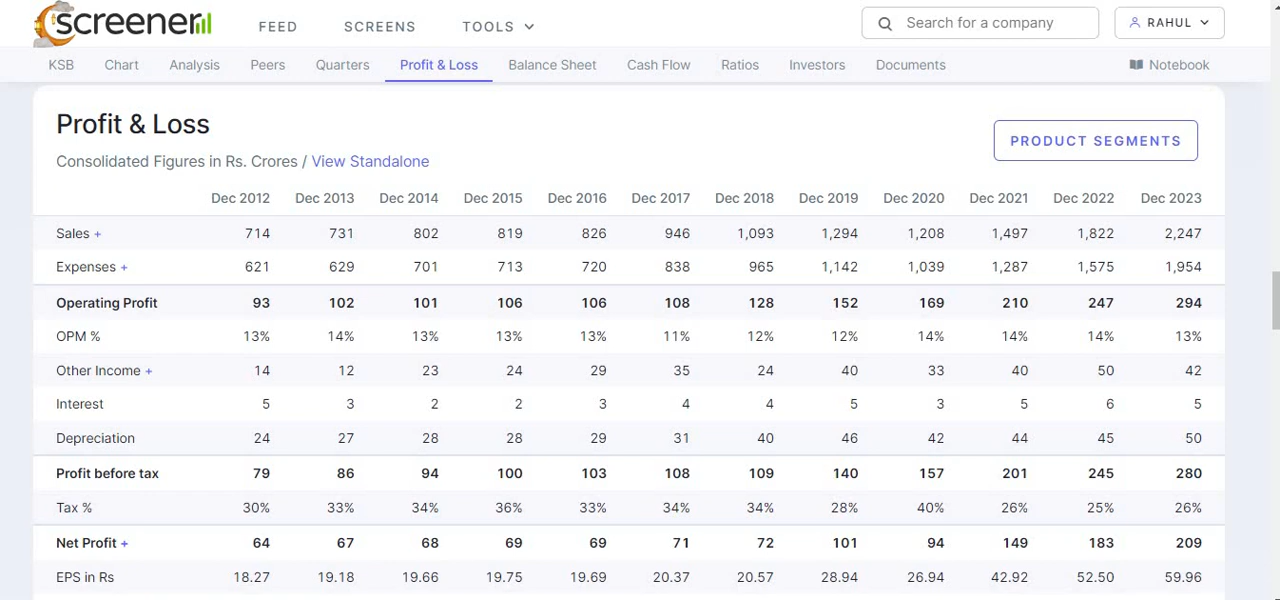 screener FEED SCREENS TOOLS Search for a company RAHUL
KSB Chart Analysis Peers Quarters Profit & Loss Balance Sheet Cash Flow Ratios Investors Documents Notebook
Profit & Loss
PRODUCT SEGMENTS
Consolidated Figures in Rs. Crores / View Standalone
Dec 2012 Dec 2013 Dec 2014 Dec 2015 Dec 2016 Dec 2017 Dec 2018 Dec 2019 Dec 2020 Dec 2021 Dec 2022 Dec 2023
Sales + 714 731 802 819 826 946 1,093 1,294 1,208 1,497 1,822 2,247
Expenses + 621 629 701 713 720 838 965 1,142 1,039 1,287 1,575 1,954
Operating Profit 93 102 101 106 106 108 128 152 169 210 247 294
OPM % 13% 14% 13% 13% 13% 11% 12% 12% 14% 14% 14% 13%
Other Income + 14 12 23 24 29 35 24 40 33 40 50 42
Interest 5 3 2 2 3 4 4 5 3 5 6 5
Depreciation 24 27 28 28 29 31 40 46 42 44 45 50
Profit before tax 79 86 94 100 103 108 109 140 157 201 245 280
Tax % 30% 33% 34% 36% 33% 34% 34% 28% 40% 26% 25% 26%
Net Profit + 64 67 68 69 69 71 72 101 94 149 183 209
EPS in Rs 18.27 19.18 19.66 19.75 19.69 20.37 20.57 28.94 26.94 42.92 52.50 59.96